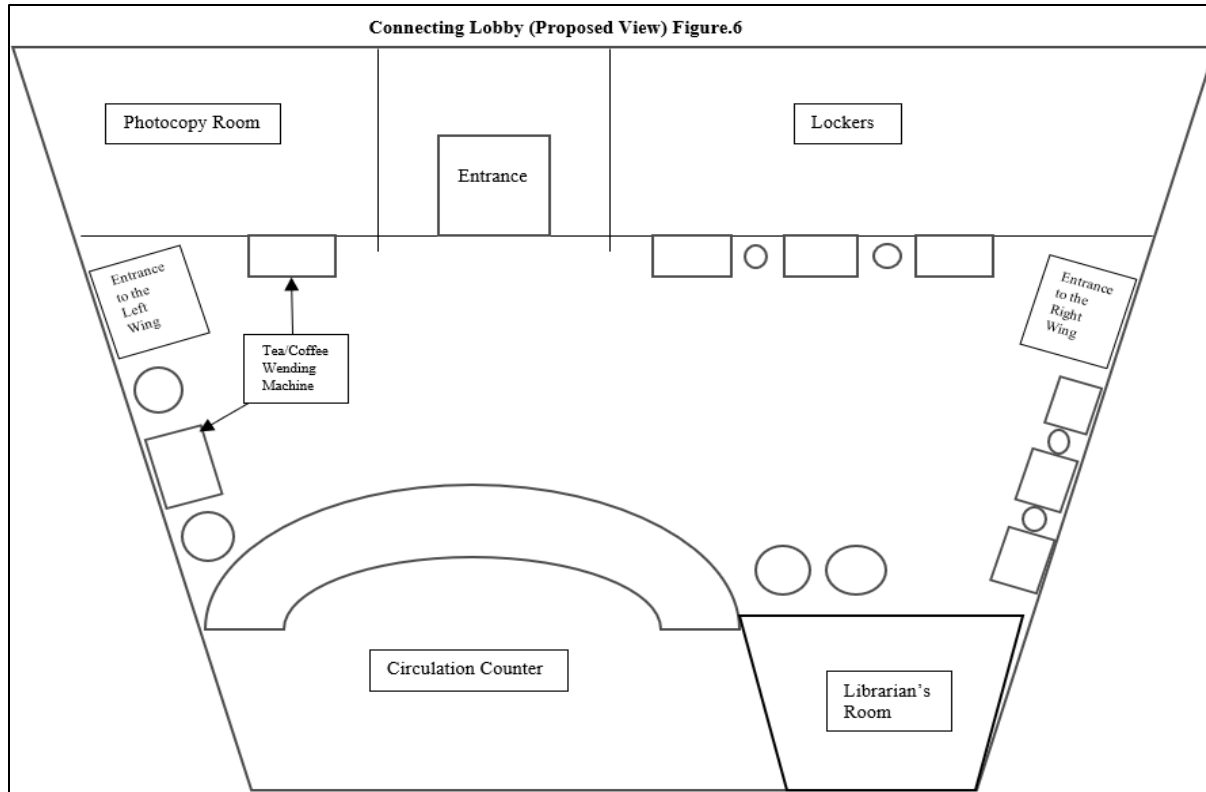 Connecting Lobby (Proposed View) Figure.6
Photocopy Room
Entrance
Lockers
Entrance
to the
Left
Wing
Entrance
to the
Right
Wing
Tea/Coffee
Wending
Machine
Circulation Counter
Librarian's
Room